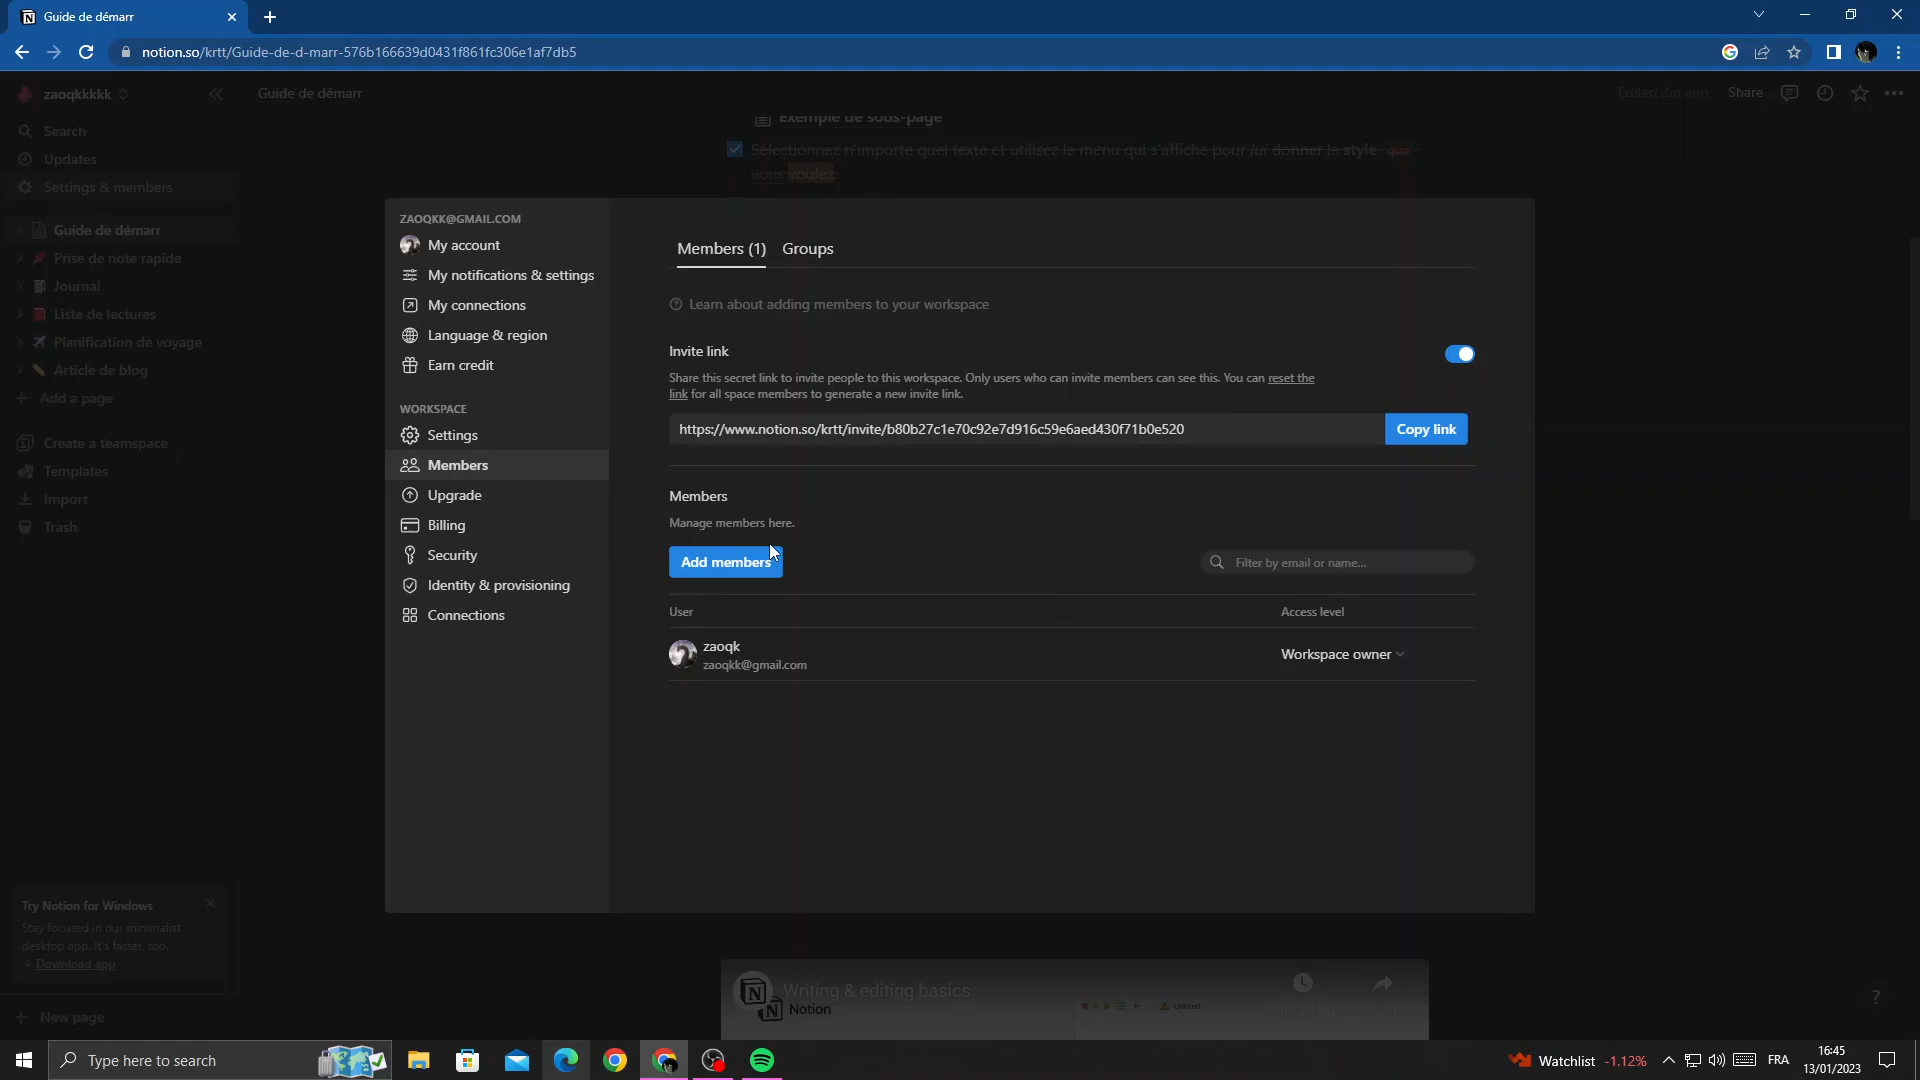 Guide de démarr
notion.so/krtt/Guide-de-d-marr-576b166639d0431f861fc306e1af7db5
zaoqkkkkk
Guide de démarr
Edited 2m ago
Share
Search
Updates
Settings & members
Guide de démarr
Prise de note rapide
Journal
Liste de lectures
Planification de voyage
Article de blog
Add a page
Create a teamspace
Templates
Import
Trash
Try Notion for Windows
Stay focused in our minimalist
desktop app. It's faster, too.
Download app
New page
Exemple de sous-page
Sélectionnez n'importe quel texte et utilisez le menu qui s'affiche pour lui donner le style que
vous voulez.
ZAOQKK@GMAIL.COM
My account
My notifications & settings
My connections
Language & region
Earn credit
WORKSPACE
Settings
Members
Upgrade
Billing
Security
Identity & provisioning
Connections
Members (1) Groups
Learn about adding members to your workspace
Invite link
Share this secret link to invite people to this workspace. Only users who can invite members can see this. You can reset the
link for all space members to generate a new invite link.
https://www.notion.so/krtt/invite/b80b27c1e70c92e7d916c59e6aed430f71b0e520
Copy link
Members
Manage members here.
Add members
Filter by email or name...
User
Access level
zaoqk
zaoqkk@gmail.com
Workspace owner
Writing & editing basics
Notion
Untitled
?
Type here to search
Watchlist -1.12%
FRA
16:45
13/01/2023